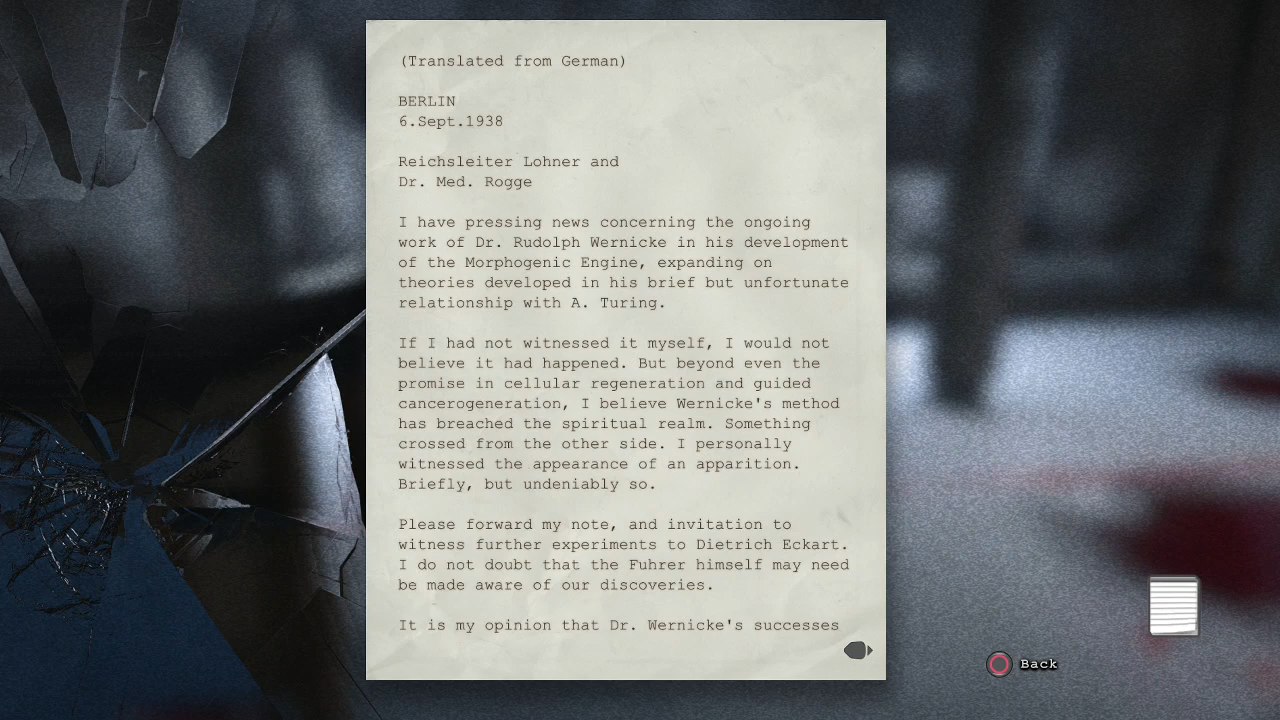 (Translated from German)
BERLIN
6.Sept.1938
Reichsleiter Lohner and
Dr. Med. Rogge
I have pressing news concerning the ongoing
work of Dr. Rudolph Wernicke in his development
of the Morphogenic Engine, expanding on
theories developed in his brief but unfortunate
relationship with A. Turing.
If I had not witnessed it myself, I would not
believe it had happened. But beyond even the
promise in cellular regeneration and guided
cancerogeneration, I believe Wernicke's method
has breached the spiritual realm. Something
crossed from the other side. I personally
witnessed the appearance of an apparition.
Briefly, but undeniably so.
Please forward my note, and invitation to
witness further experiments to Dietrich Eckart.
I do not doubt that the Fuhrer himself may need
be made aware of our discoveries.
It is my opinion that Dr. Wernicke's successes
Back